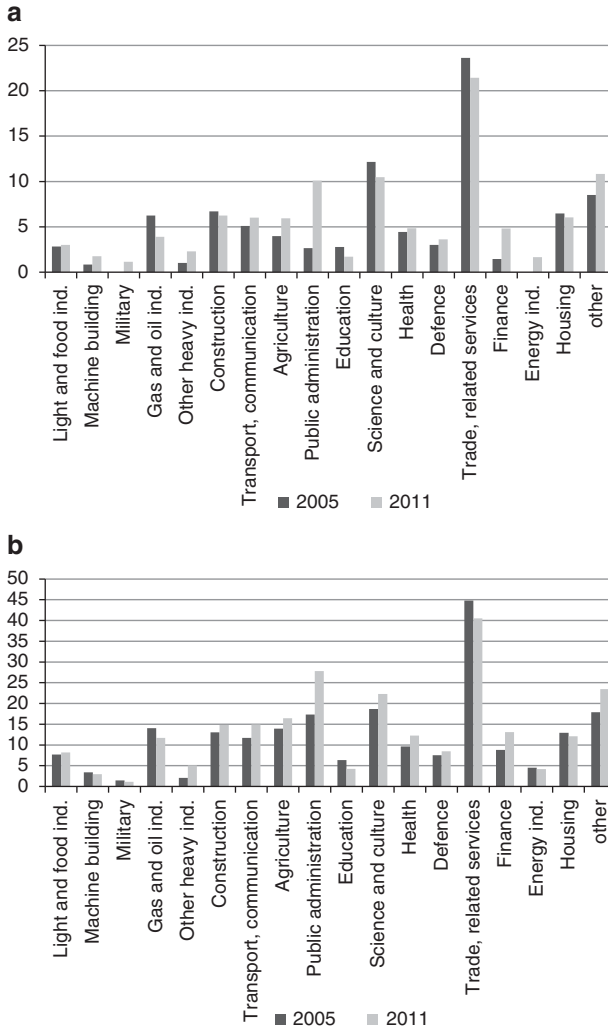 a
25
20
15
10
5
0
Light and food ind.
Machine building
Military
Gas and oil ind.
Other heavy ind.
Construction
Transport, communication
Agriculture
Public administration
Education
Science and culture
Health
Defence
Trade, related services
Finance
Energy ind.
Housing
other
2005 2011
b
50
45
40
35
30
25
20
15
10
5
0
Light and food ind.
Machine building
Military
Gas and oil ind.
Other heavy ind.
Construction
Transport, communication
Agriculture
Public administration
Education
Science and culture
Health
Defence
Trade, related services
Finance
Energy ind.
Housing
other
2005 2011